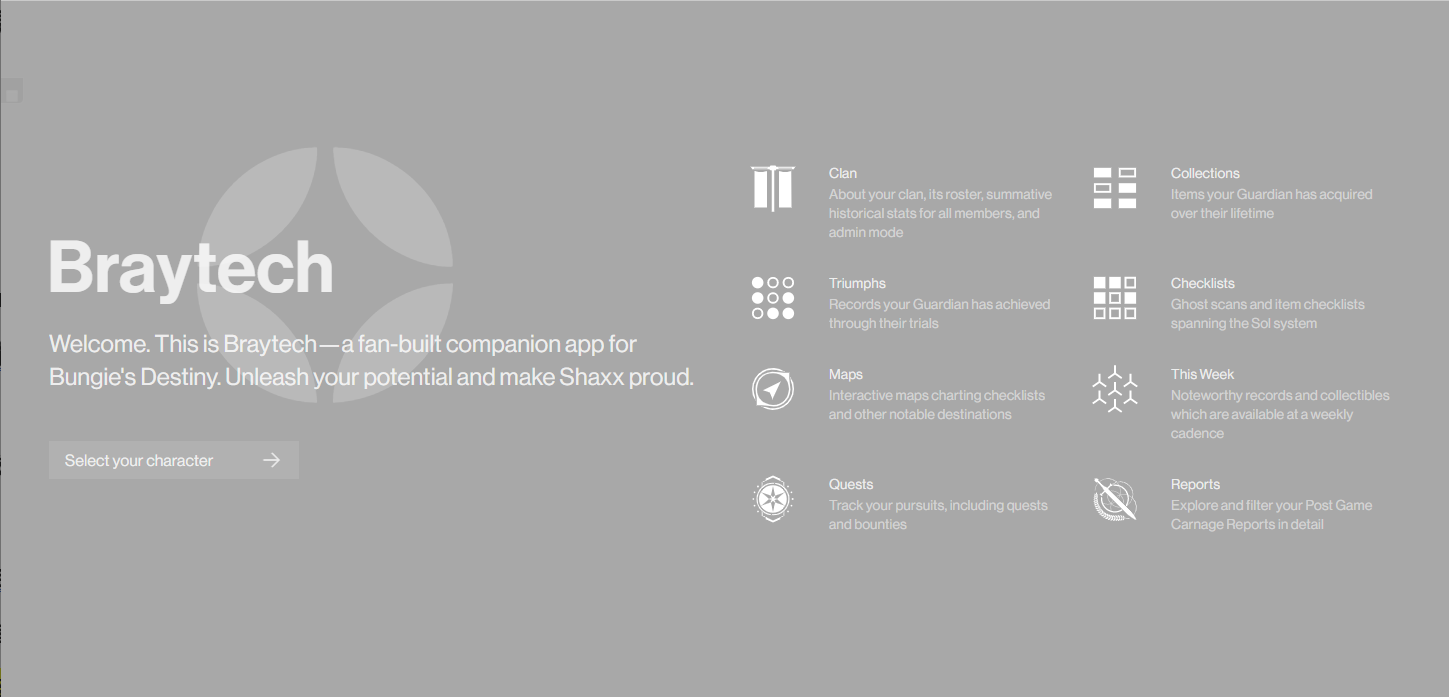 Braytech
Welcome. This is Braytech—a fan-built companion app for
Bungie's Destiny. Unleash your potential and make Shaxx proud.
Select your character
Clan
About your clan, its roster, summative
historical stats for all members, and
admin mode
Collections
Items your Guardian has acquired
over their lifetime
Triumphs
Records your Guardian has achieved
through their trials
Checklists
Ghost scans and item checklists
spanning the Sol system
Maps
Interactive maps charting checklists
and other notable destinations
This Week
Noteworthy records and collectibles
which are available at a weekly
cadence
Quests
Track your pursuits, including quests
and bounties
Reports
Explore and filter your Post Game
Carnage Reports in detail